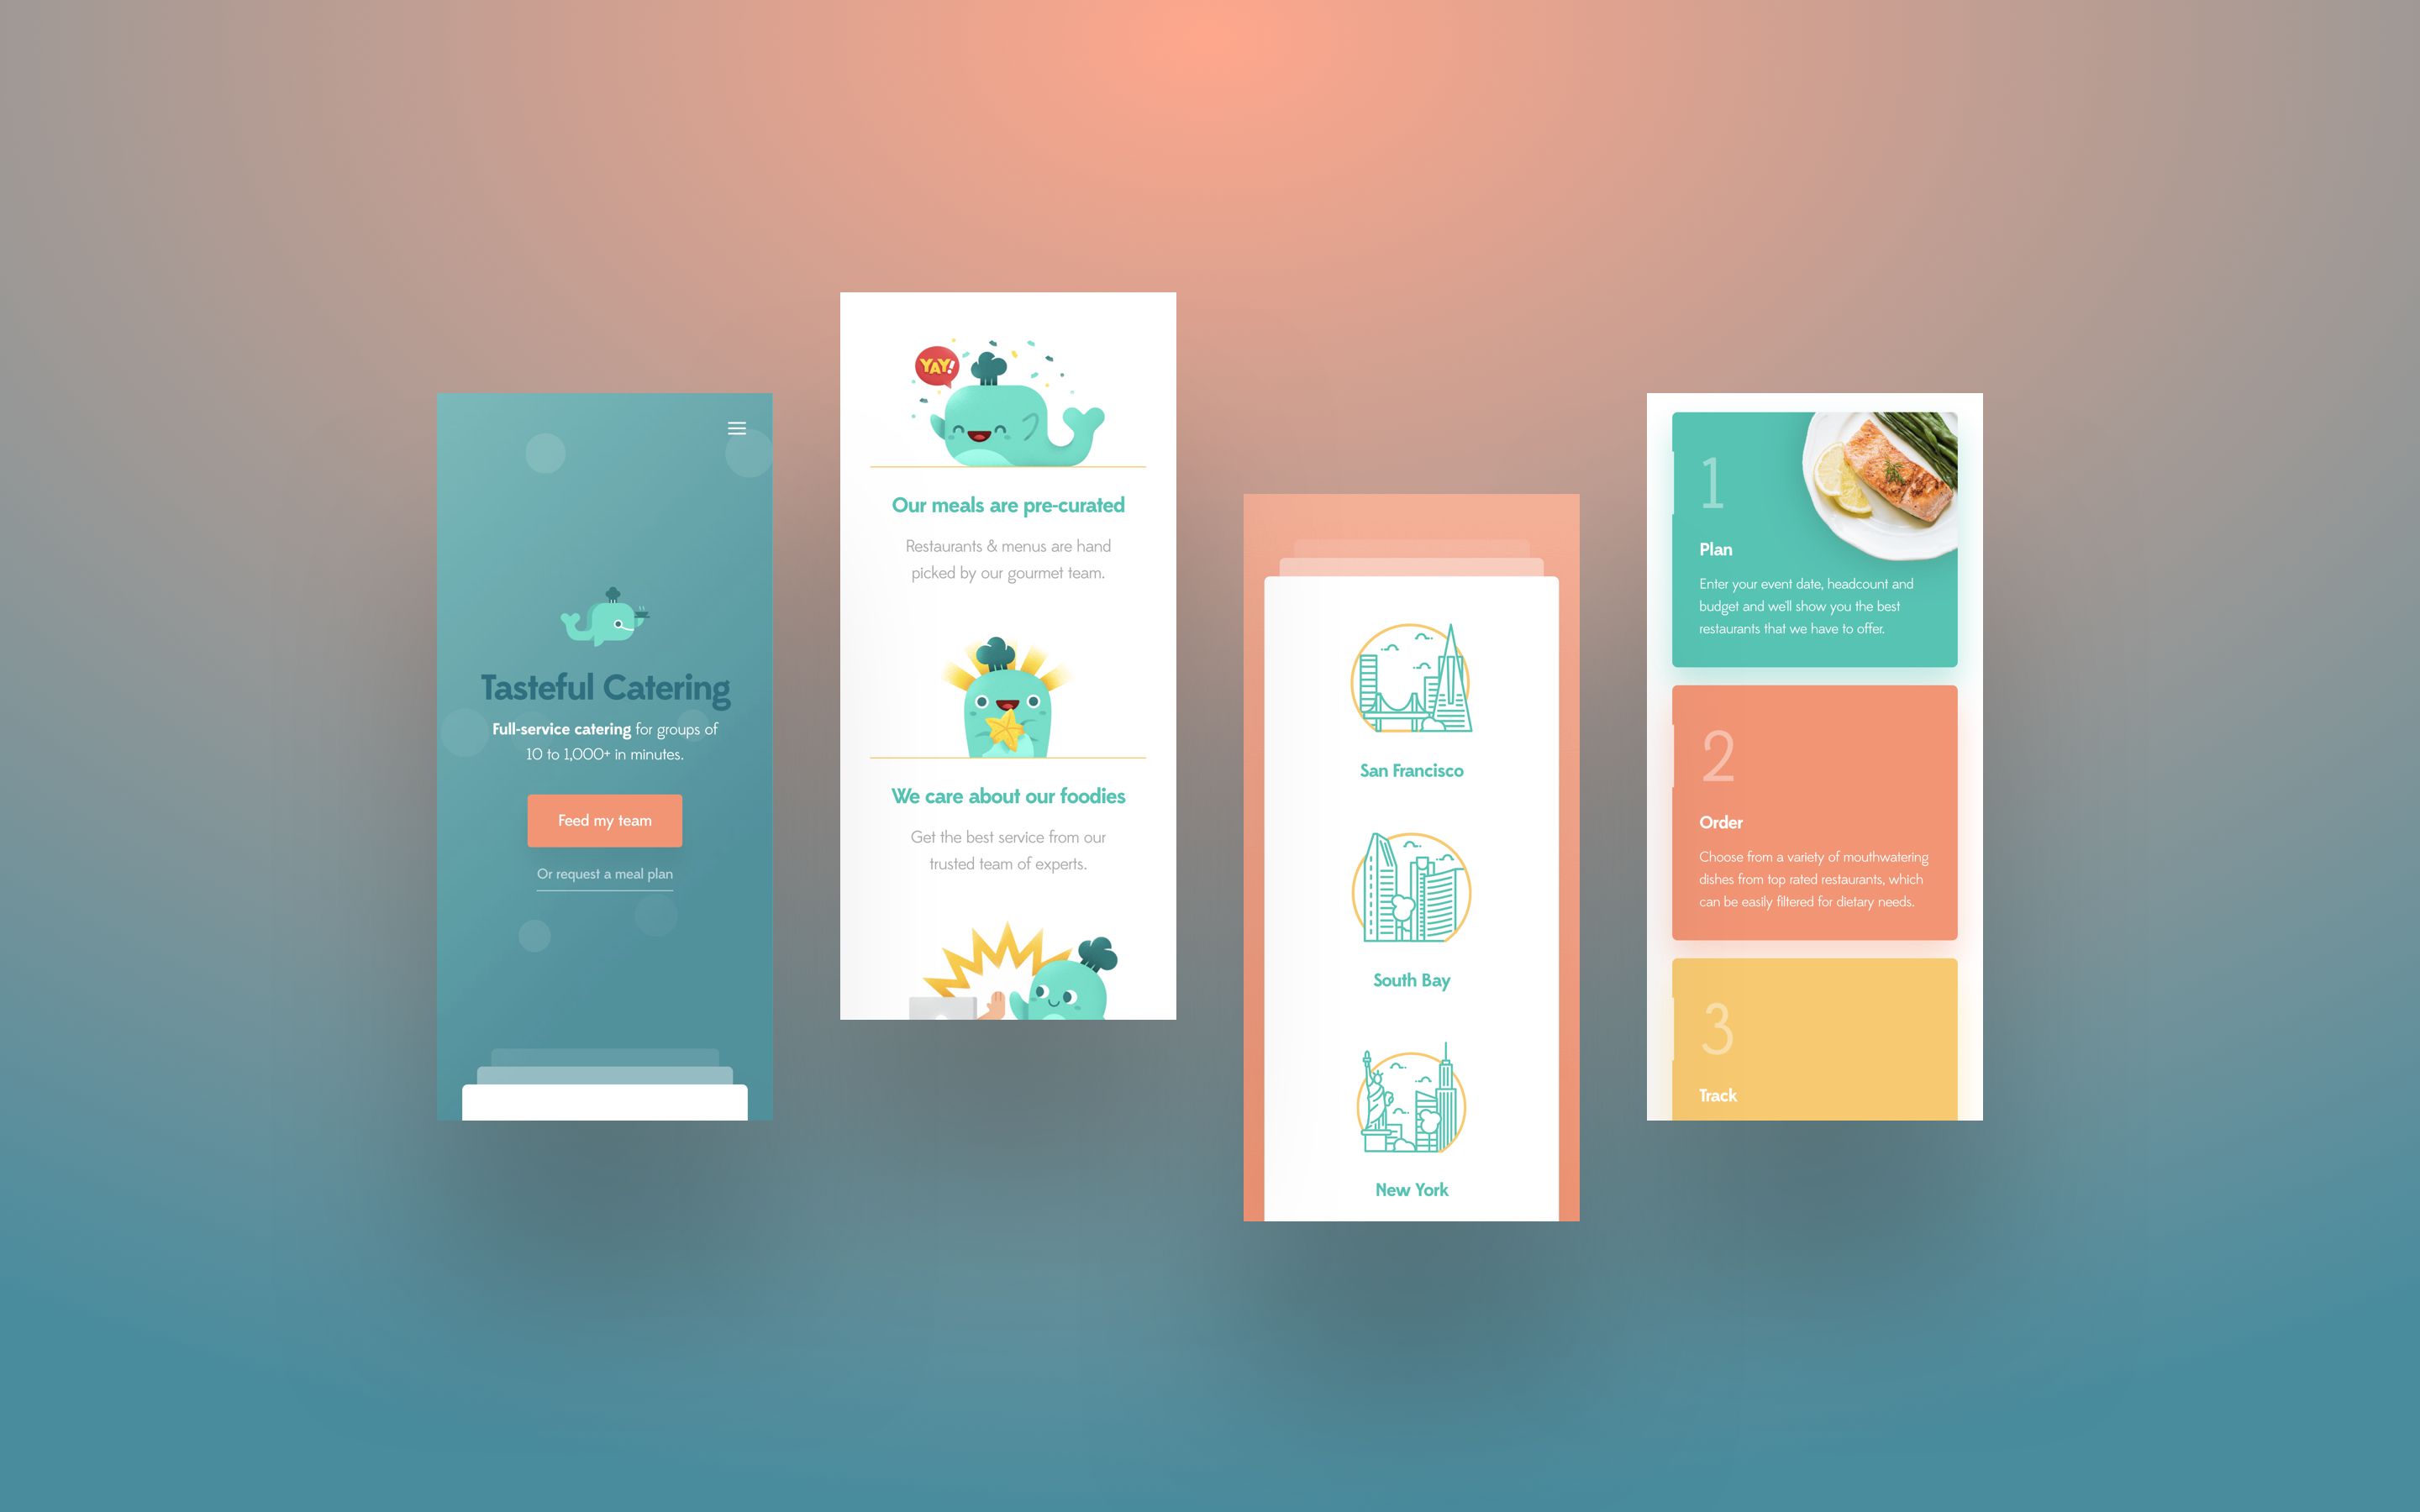 Tasteful Catering
Full-service catering for groups of
10 to 1,000+ in minutes.
Feed my team
Or request a meal plan
YAY!
Our meals are pre-curated
Restaurants & menus are hand
picked by our gourmet team.
We care about our foodies
Get the best service from our
trusted team of experts.
San Francisco
South Bay
New York
1
Plan
Enter your event date, headcount and
budget and we'll show you the best
restaurants that we have to offer.
2
Order
Choose from a variety of mouthwatering
dishes from top rated restaurants, which
can be easily filtered for dietary needs.
3
Track